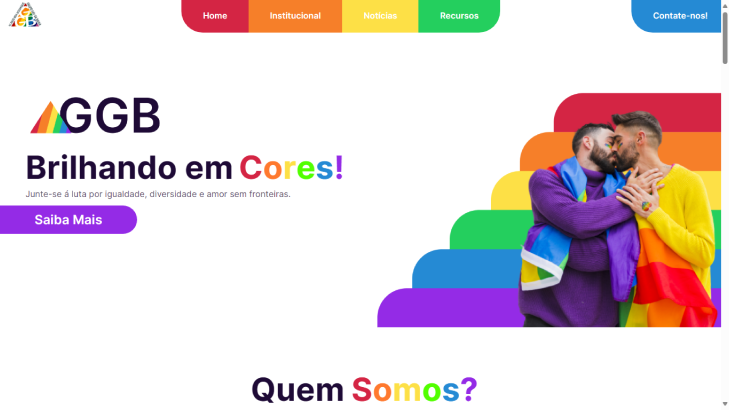 GGB
Home Institucional Notícias Recursos Contate-nos!
GGB
Brilhando em Cores!
Junte-se á luta por igualdade, diversidade e amor sem fronteiras.
Saiba Mais
Quem Somos?